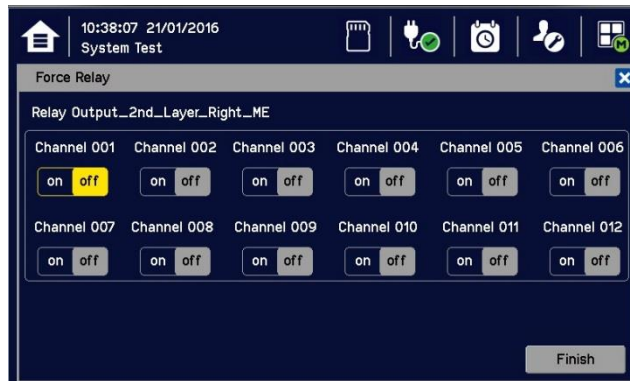 10:38:07 21/01/2016
System Test
M
Force Relay
Relay Output_2nd_Layer_Right_ME
Channel 001 Channel 002 Channel 003 Channel 004 Channel 005 Channel 006
on off on off on off on off on off on off
Channel 007 Channel 008 Channel 009 Channel 010 Channel 011 Channel 012
on off on off on off on off on off on off
Finish